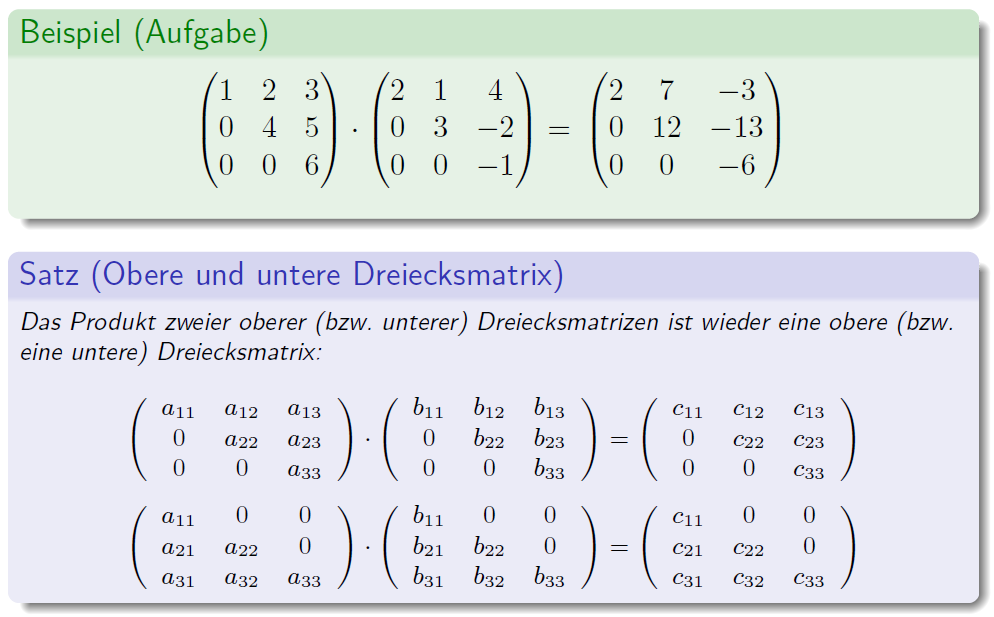 Beispiel (Aufgabe)
1 2 3 2 1 4 2 7 −3
0 4 5 · 0 3 −2 = 0 12 −13
0 0 6 0 0 −1 0 0 −6
Satz (Obere und untere Dreiecksmatrix)
Das Produkt zweier oberer (bzw. unterer) Dreiecksmatrizen ist wieder eine obere (bzw.
eine untere) Dreiecksmatrix:
a₁₁ a₁₂ a₁₃ b₁₁ b₁₂ b₁₃ c₁₁ c₁₂ c₁₃
0 a₂₂ a₂₃ · 0 b₂₂ b₂₃ = 0 c₂₂ c₂₃
0 0 a₃₃ 0 0 b₃₃ 0 0 c₃₃
a₁₁ 0 0 b₁₁ 0 0 c₁₁ 0 0
a₂₁ a₂₂ 0 · b₂₁ b₂₂ 0 = c₂₁ c₂₂ 0
a₃₁ a₃₂ a₃₃ b₃₁ b₃₂ b₃₃ c₃₁ c₃₂ c₃₃